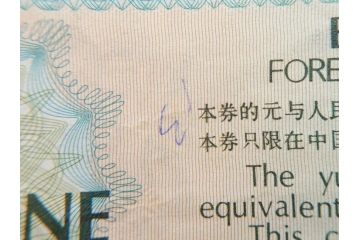 FORE
本券的元与人民
本券只限在中国
The yu
equivalent
This c
NE